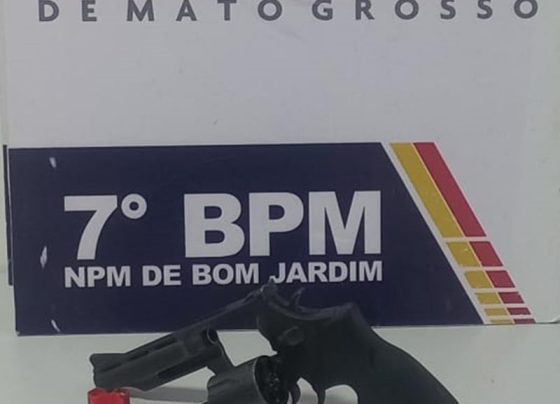 DE MATO GROSSO
7° BPM
NPM DE BOM JARDIM